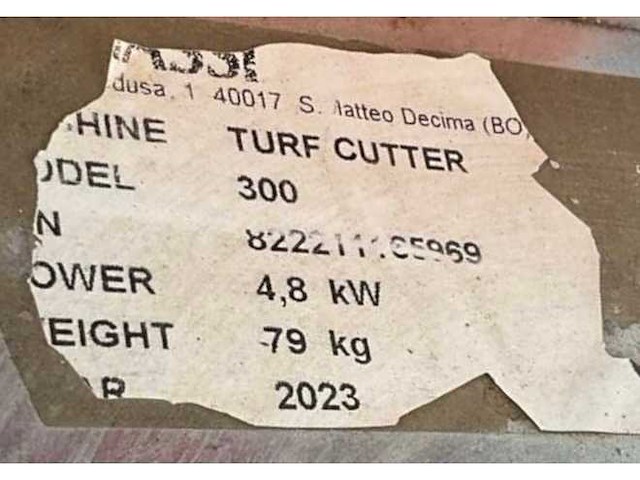 dusa, 1 40017 S. Matteo Decima (BO)
HINE TURF CUTTER
ODEL 300
N
OWER 4,8 kW
EIGHT 79 kg
AR 2023